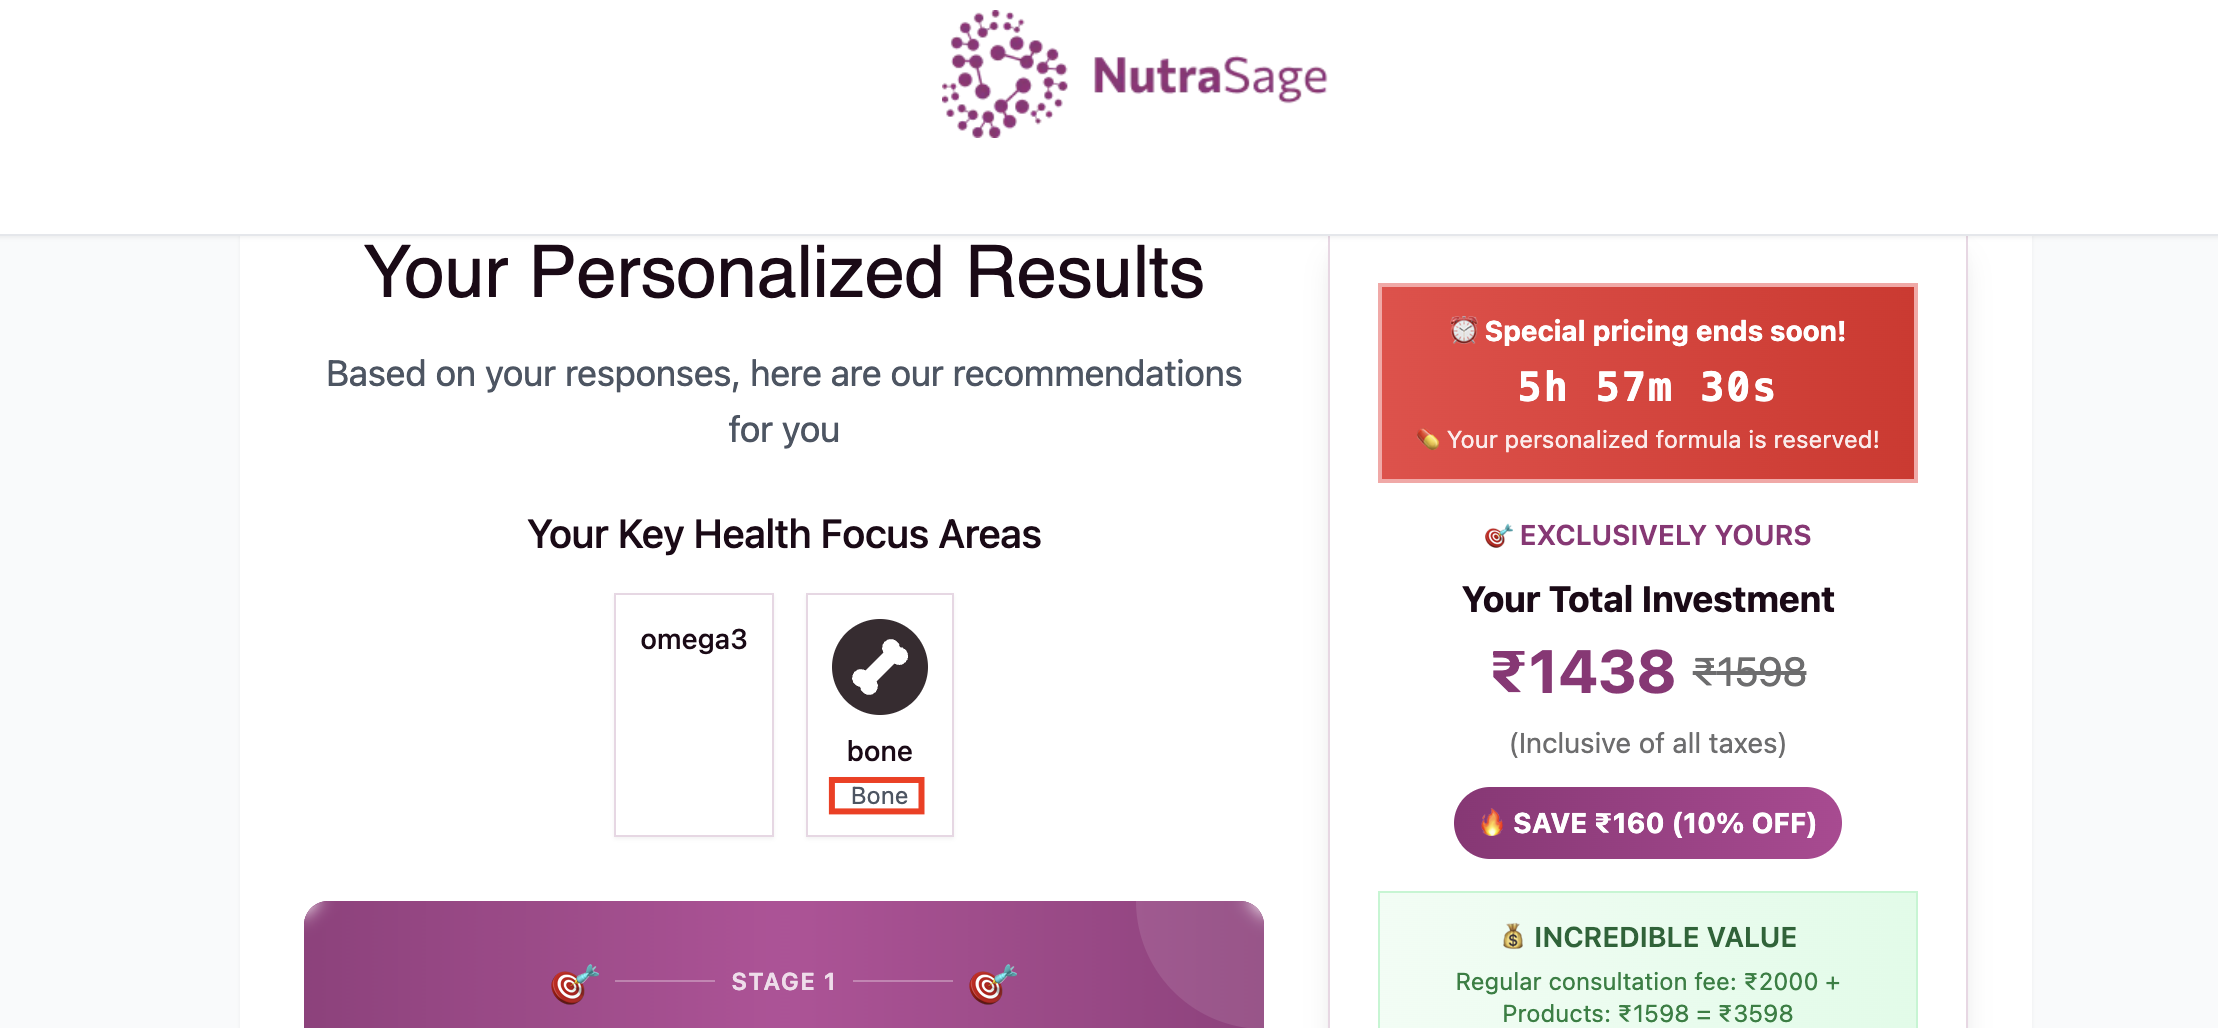 NutraSage
Your Personalized Results
Based on your responses, here are our recommendations
for you
Your Key Health Focus Areas
omega3
bone
Bone
STAGE 1
⏰ Special pricing ends soon!
5h 57m 30s
💊 Your personalized formula is reserved!
🎯 EXCLUSIVELY YOURS
Your Total Investment
₹1438 ₹1598
(Inclusive of all taxes)
🔥 SAVE ₹160 (10% OFF)
💰 INCREDIBLE VALUE
Regular consultation fee: ₹2000 +
Products: ₹1598 = ₹3598